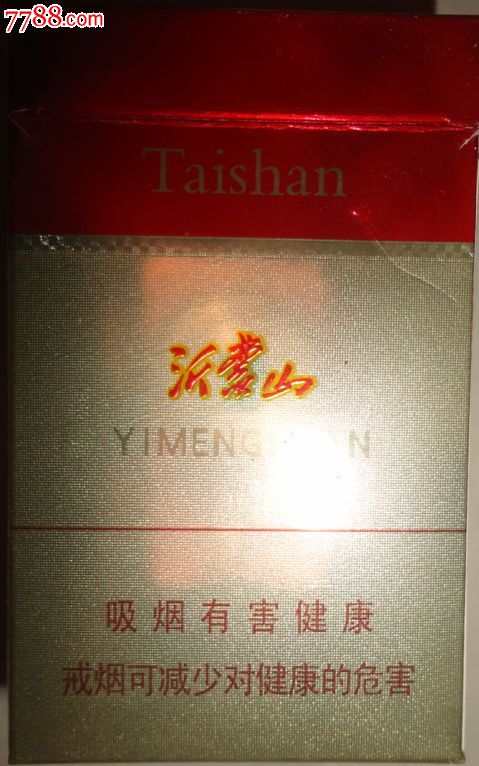 7788.com
Taishan
沂蒙山
YIMENG
吸烟有害健康
戒烟可减少对健康的危害